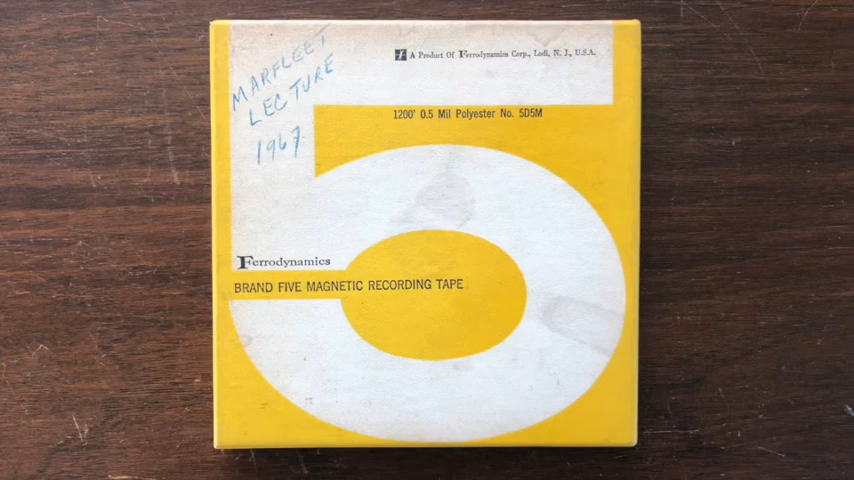 MARFLEET
LECTURE
1967
f A Product Of Ferrodynamics Corp., Lodi, N. J., U.S.A.
1200' 0.5 Mil Polyester No. 5D5M
5
Ferrodynamics
BRAND FIVE MAGNETIC RECORDING TAPE